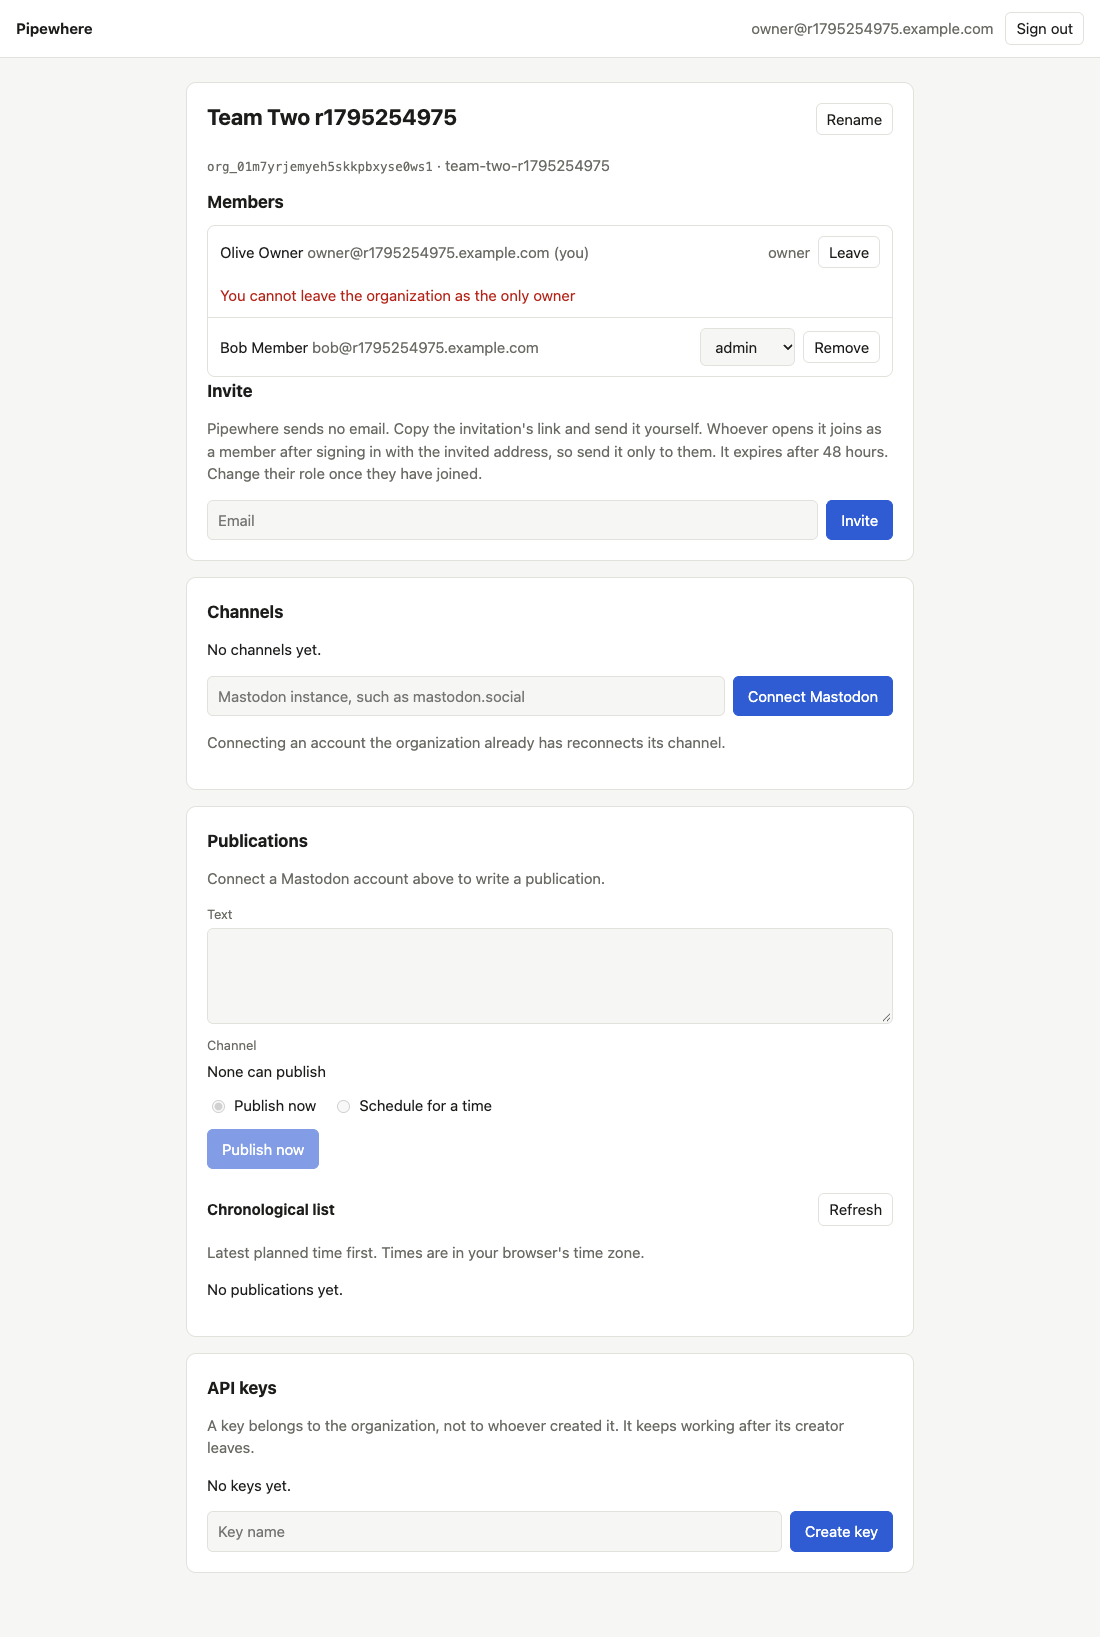 Pipewhere
owner@r1795254975.example.com Sign out
Team Two r1795254975 Rename
org_01m7yrjemyeh5skkpbxyse0ws1 · team-two-r1795254975
Members
Olive Owner owner@r1795254975.example.com (you) owner Leave
You cannot leave the organization as the only owner
Bob Member bob@r1795254975.example.com admin Remove
Invite
Pipewhere sends no email. Copy the invitation's link and send it yourself. Whoever opens it joins as
a member after signing in with the invited address, so send it only to them. It expires after 48 hours.
Change their role once they have joined.
Email Invite
Channels
No channels yet.
Mastodon instance, such as mastodon.social Connect Mastodon
Connecting an account the organization already has reconnects its channel.
Publications
Connect a Mastodon account above to write a publication.
Text
Channel
None can publish
Publish now Schedule for a time
Publish now
Chronological list Refresh
Latest planned time first. Times are in your browser's time zone.
No publications yet.
API keys
A key belongs to the organization, not to whoever created it. It keeps working after its creator
leaves.
No keys yet.
Key name Create key